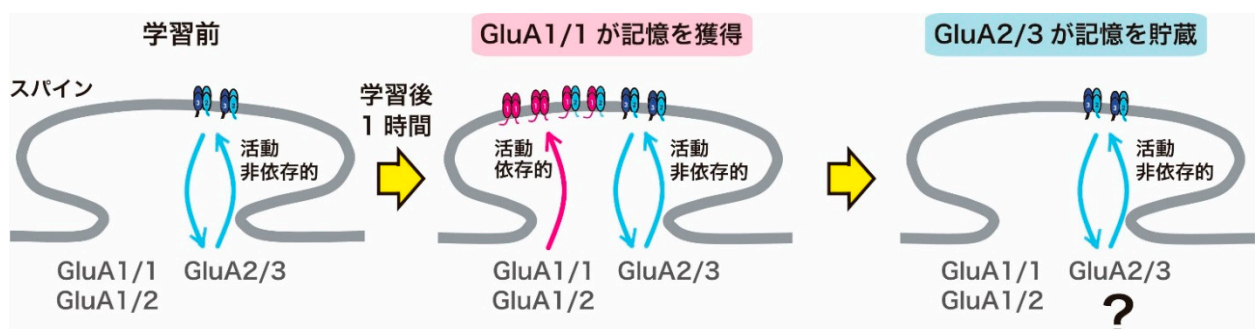 学習前
スパイン
活動
非依存的
GluA1/1 GluA2/3
GluA1/2
学習後
1 時間
GluA1/1 が記憶を獲得
活動
依存的
活動
非依存的
GluA1/1 GluA2/3
GluA1/2
GluA2/3 が記憶を貯蔵
活動
非依存的
GluA1/1 GluA2/3
GluA1/2 ?